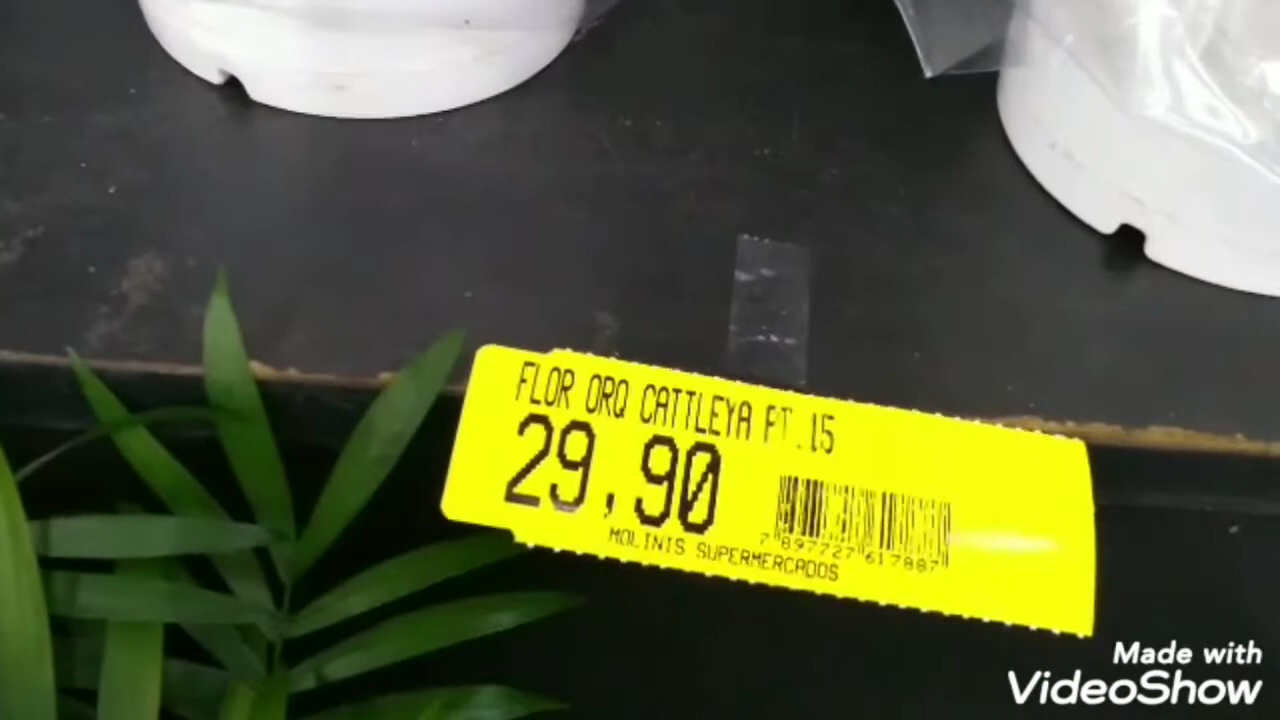 FLOR ORQ CATTLEYA PT.15
29,90
7 897727 617887
MOLINIS SUPERMERCADOS
Made with
VideoShow